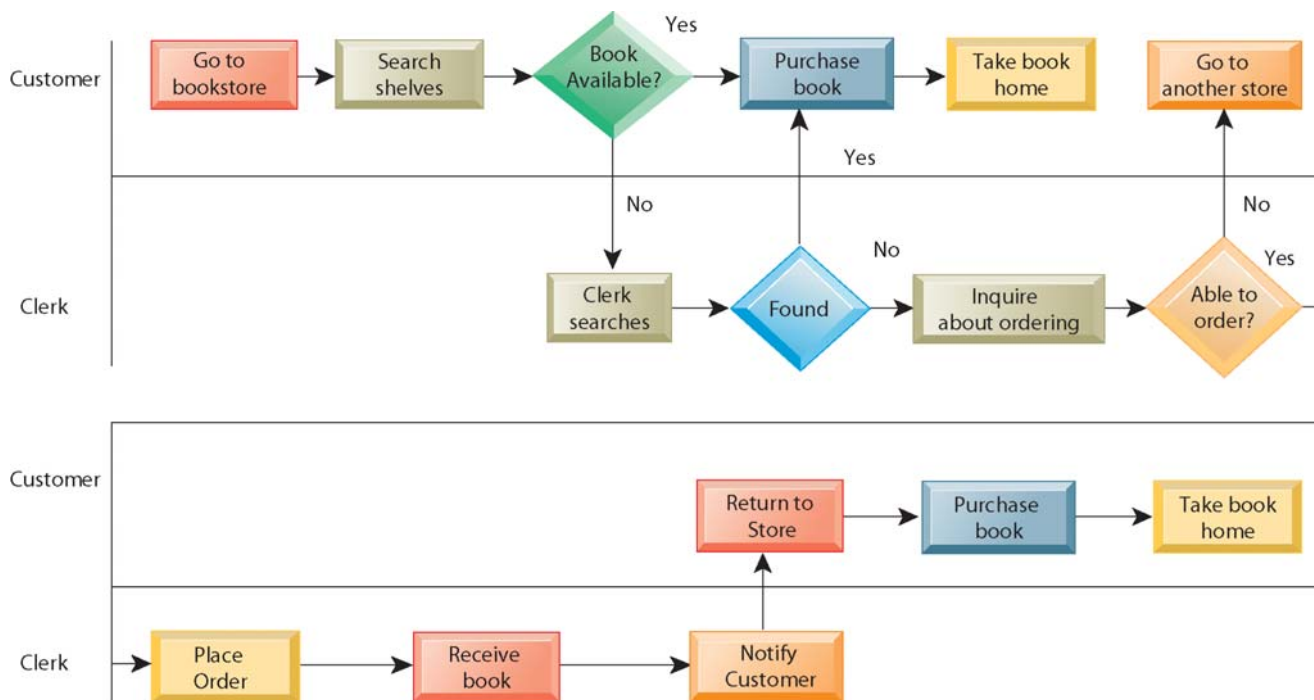 Customer
Go to
bookstore
Search
shelves
Book
Available?
Yes
Purchase
book
Take book
home
Go to
another store
Yes
No
No
No
Yes
Clerk
Clerk
searches
Found
Inquire
about ordering
Able to
order?
Customer
Return to
Store
Purchase
book
Take book
home
Clerk
Place
Order
Receive
book
Notify
Customer